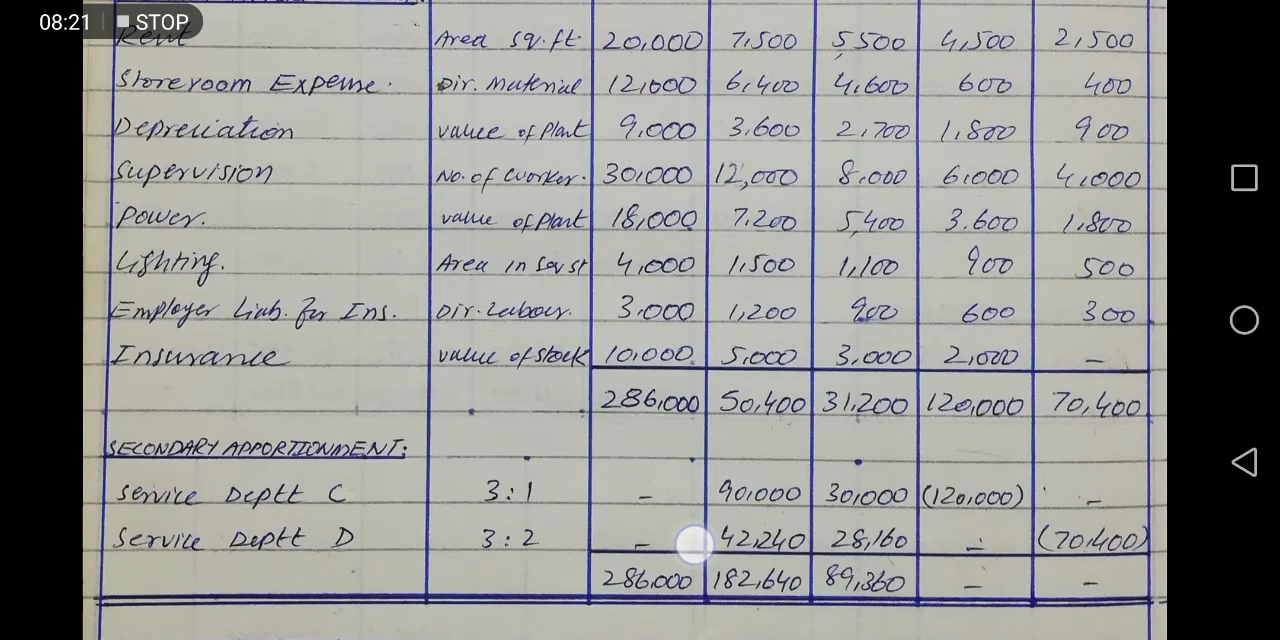 08:21 STOP
Rent Area sq.ft 20,000 7,500 5,500 4,500 2,500
Storeroom Expense. Dir. Material 12,000 6,400 4,600 600 400
Depreciation value of Plant 9,000 3,600 2,700 1,800 900
Supervision No. of Worker. 30,000 12,000 8,000 6,000 4,000
Power. value of Plant 18,000 7,200 5,400 3,600 1,800
Lighting. Area in 4,000 1,500 1,100 900 500
Employer Liab. for Ins. Dir. Labour. 3,000 1,200 900 600 300
Insurance value of stock 10,000 5,000 3,000 2,000 -
286,000 50,400 31,200 120,000 70,400
SECONDARY APPORTIONMENT:
Service Deptt C 3:1 - 90,000 30,000 (120,000) -
Service Deptt D 3:2 - 42,240 28,160 - (70,400)
286,000 182,640 89,360 - -